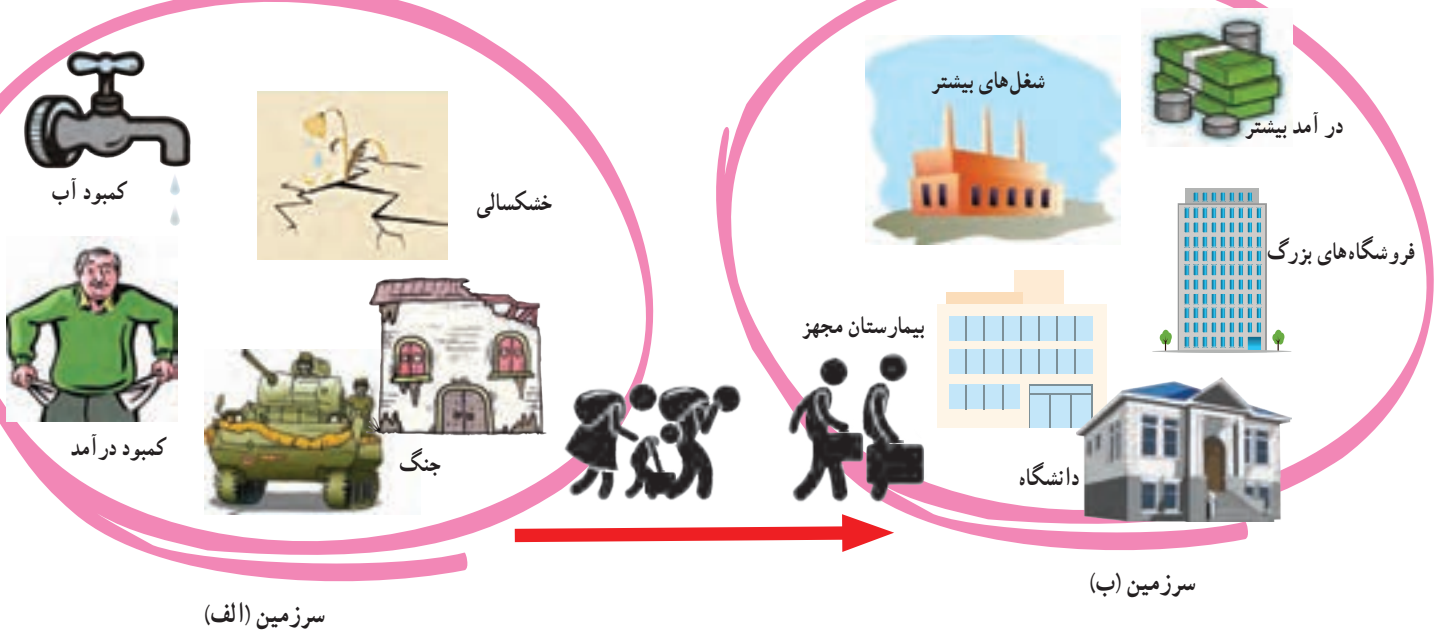 شغل‌های بیشتر
در آمد بیشتر
فروشگاه‌های بزرگ
بیمارستان مجهز
دانشگاه
سرزمین (ب)
کمبود آب
خشکسالی
کمبود درآمد
جنگ
سرزمین (الف)